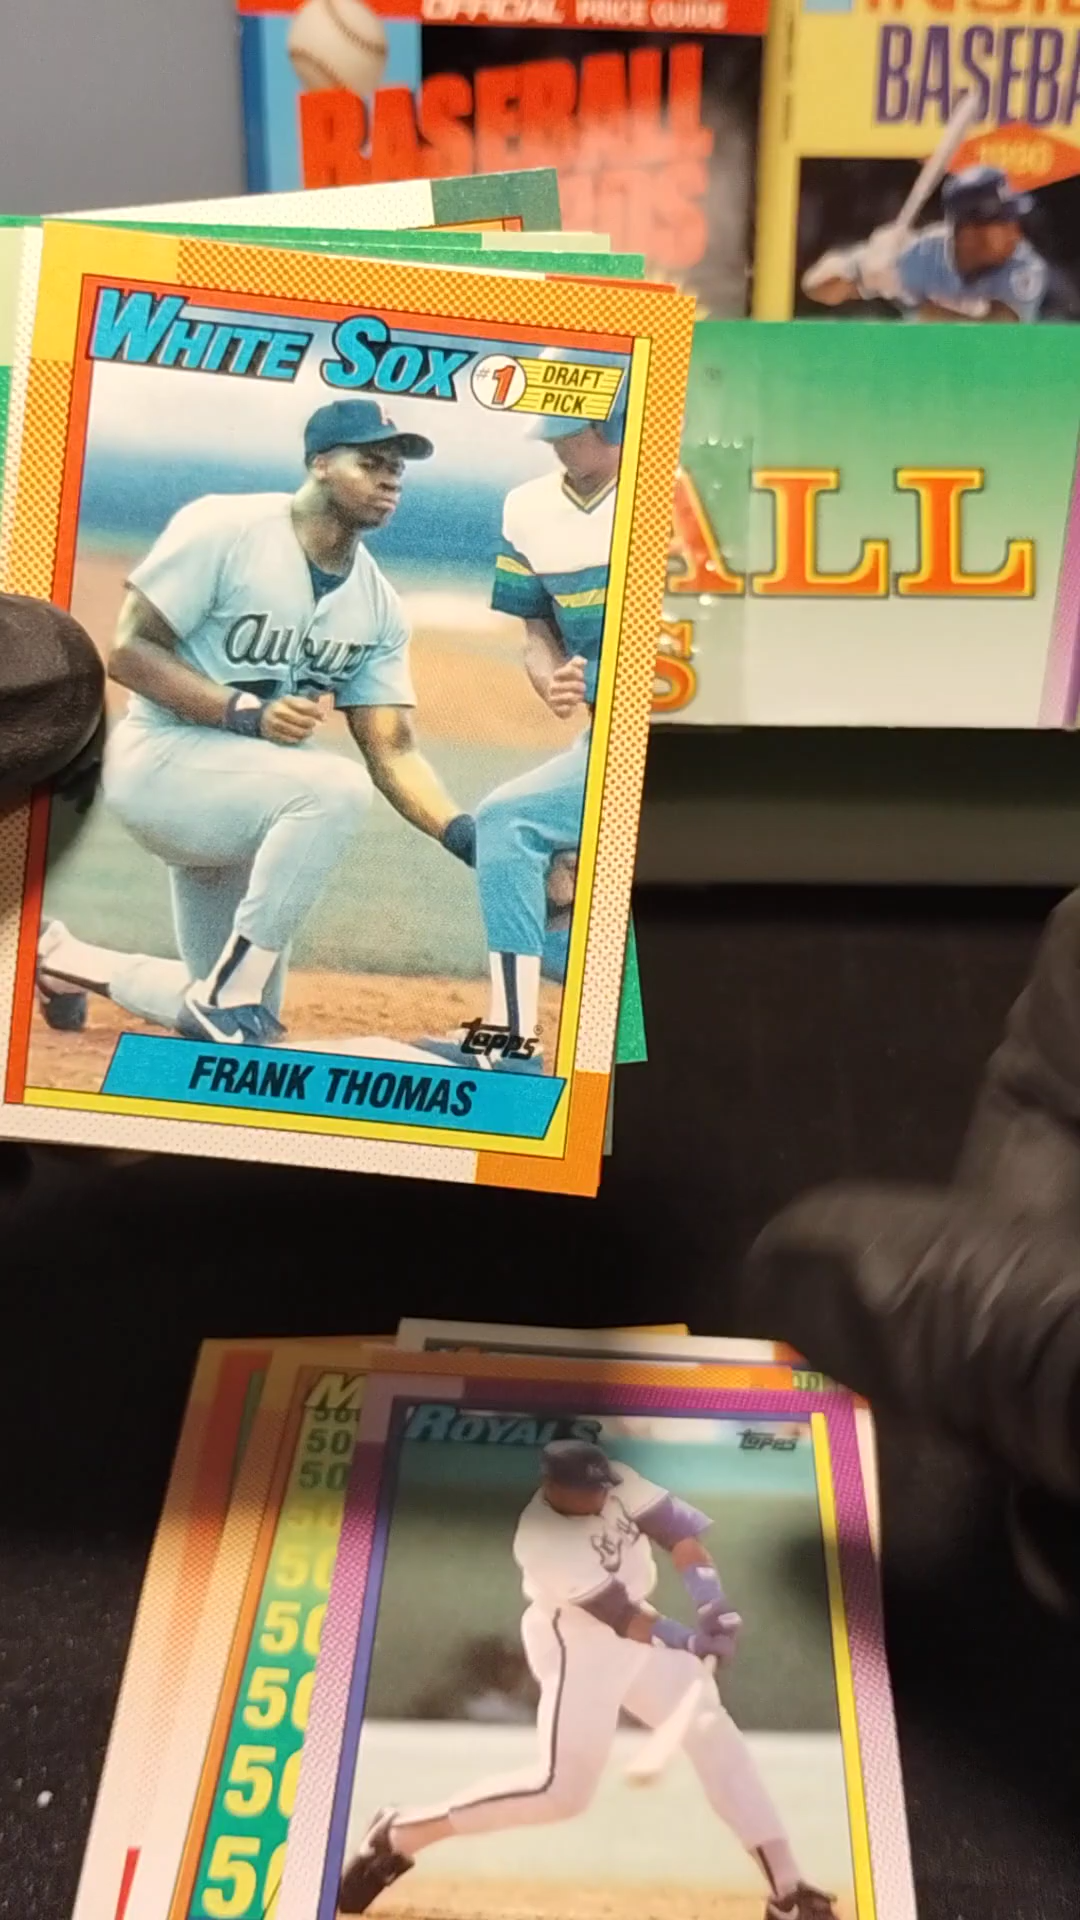 OFFICIAL PRICE GUIDE
BASEBALL
BASEBA
1990
WHITE SOX
#1 DRAFT
PICK
ALL
S
Auburn
topps
FRANK THOMAS
M
ROYALS
topps
50
50
50
50
50
50
50